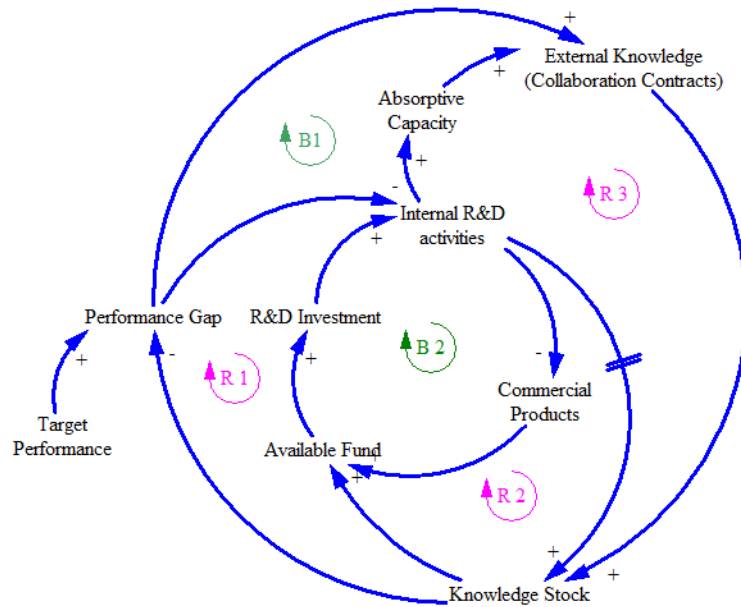 +
External Knowledge
(Collaboration Contracts)
+
Absorptive
Capacity
B1
+
-
R 3
Internal R&D
activities
+
Performance Gap
R&D Investment
+
-
R 1
+
B 2
-
Commercial
Products
Target
Performance
Available Fund
+
+
R 2
+
+
Knowledge Stock